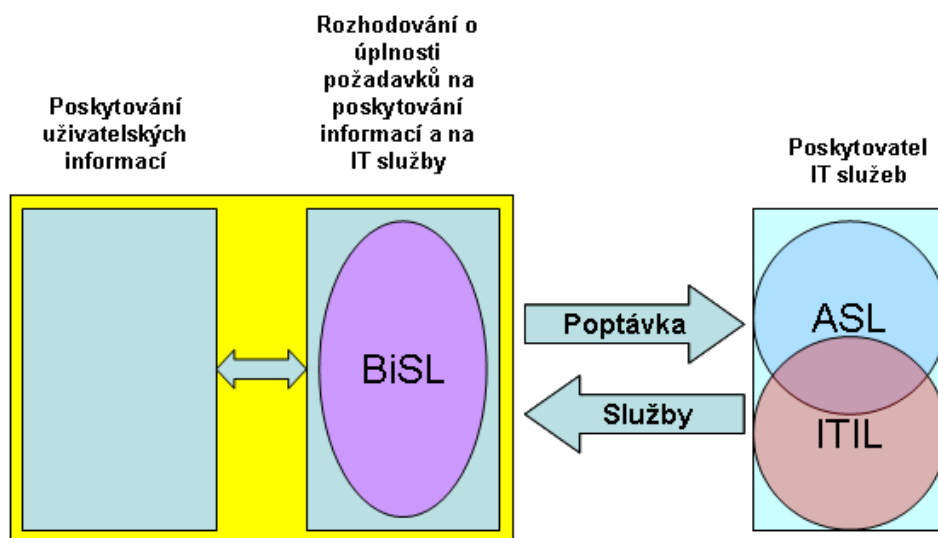 Poskytování
uživatelských
informací
Rozhodování o
úplnosti
požadavků na
poskytování
informací a na
IT služby
Poskytovatel
IT služeb
BiSL
Poptávka
Služby
ASL
ITIL